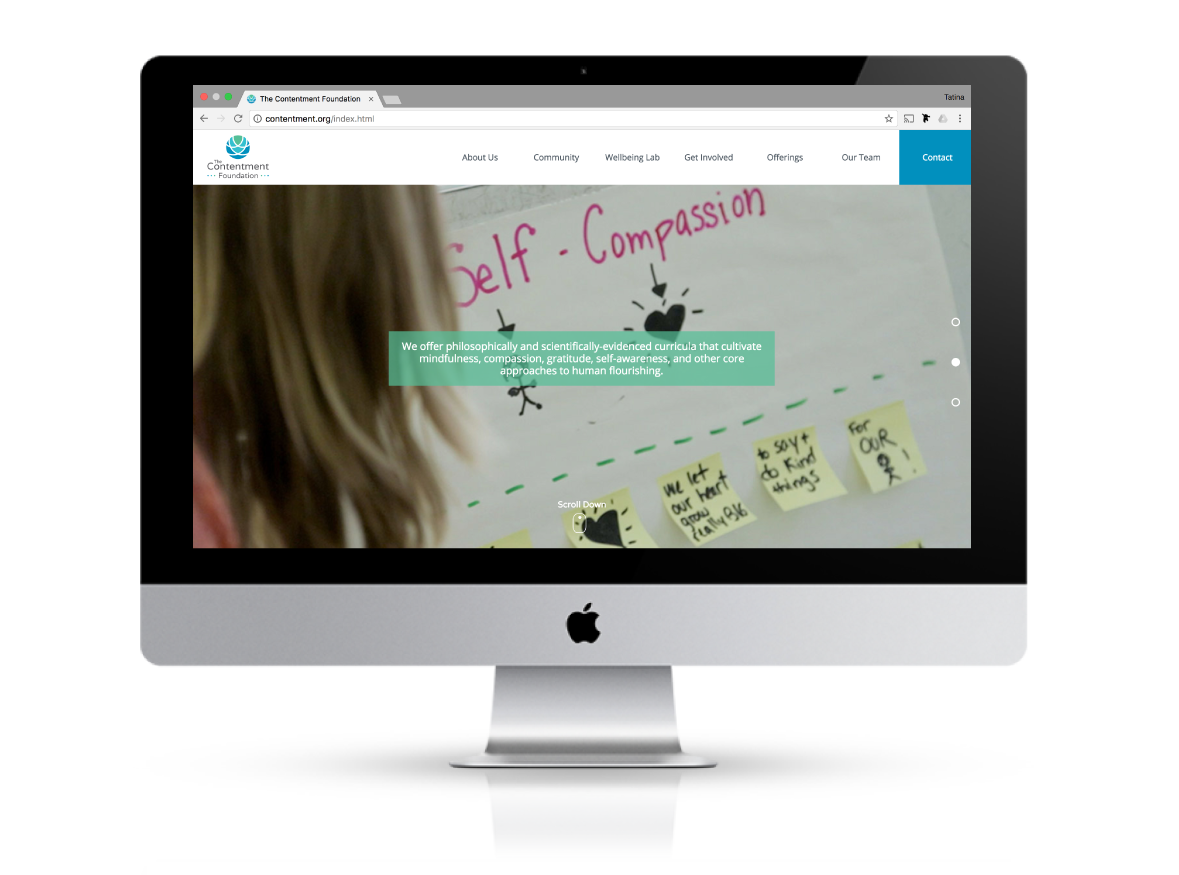 The Contentment Foundation
Tatina
contentment.org/index.html
The
Contentment
Foundation
About Us
Community
Wellbeing Lab
Get Involved
Offerings
Our Team
Contact
Self - Compassion
We offer philosophically and scientifically-evidenced curricula that cultivate
mindfulness, compassion, gratitude, self-awareness, and other core
approaches to human flourishing.
Scroll Down
we let
our heart
grow
really BIG
to say +
do Kind
things
For
OUR
!